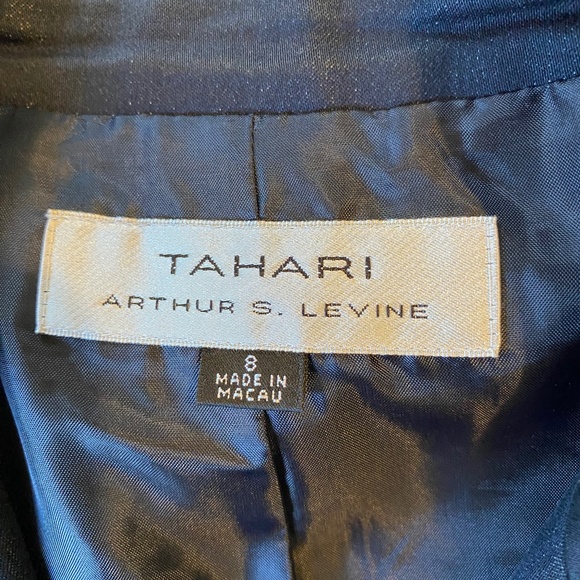 TAHARI
ARTHUR S. LEVINE
8
MADE IN
MACAU